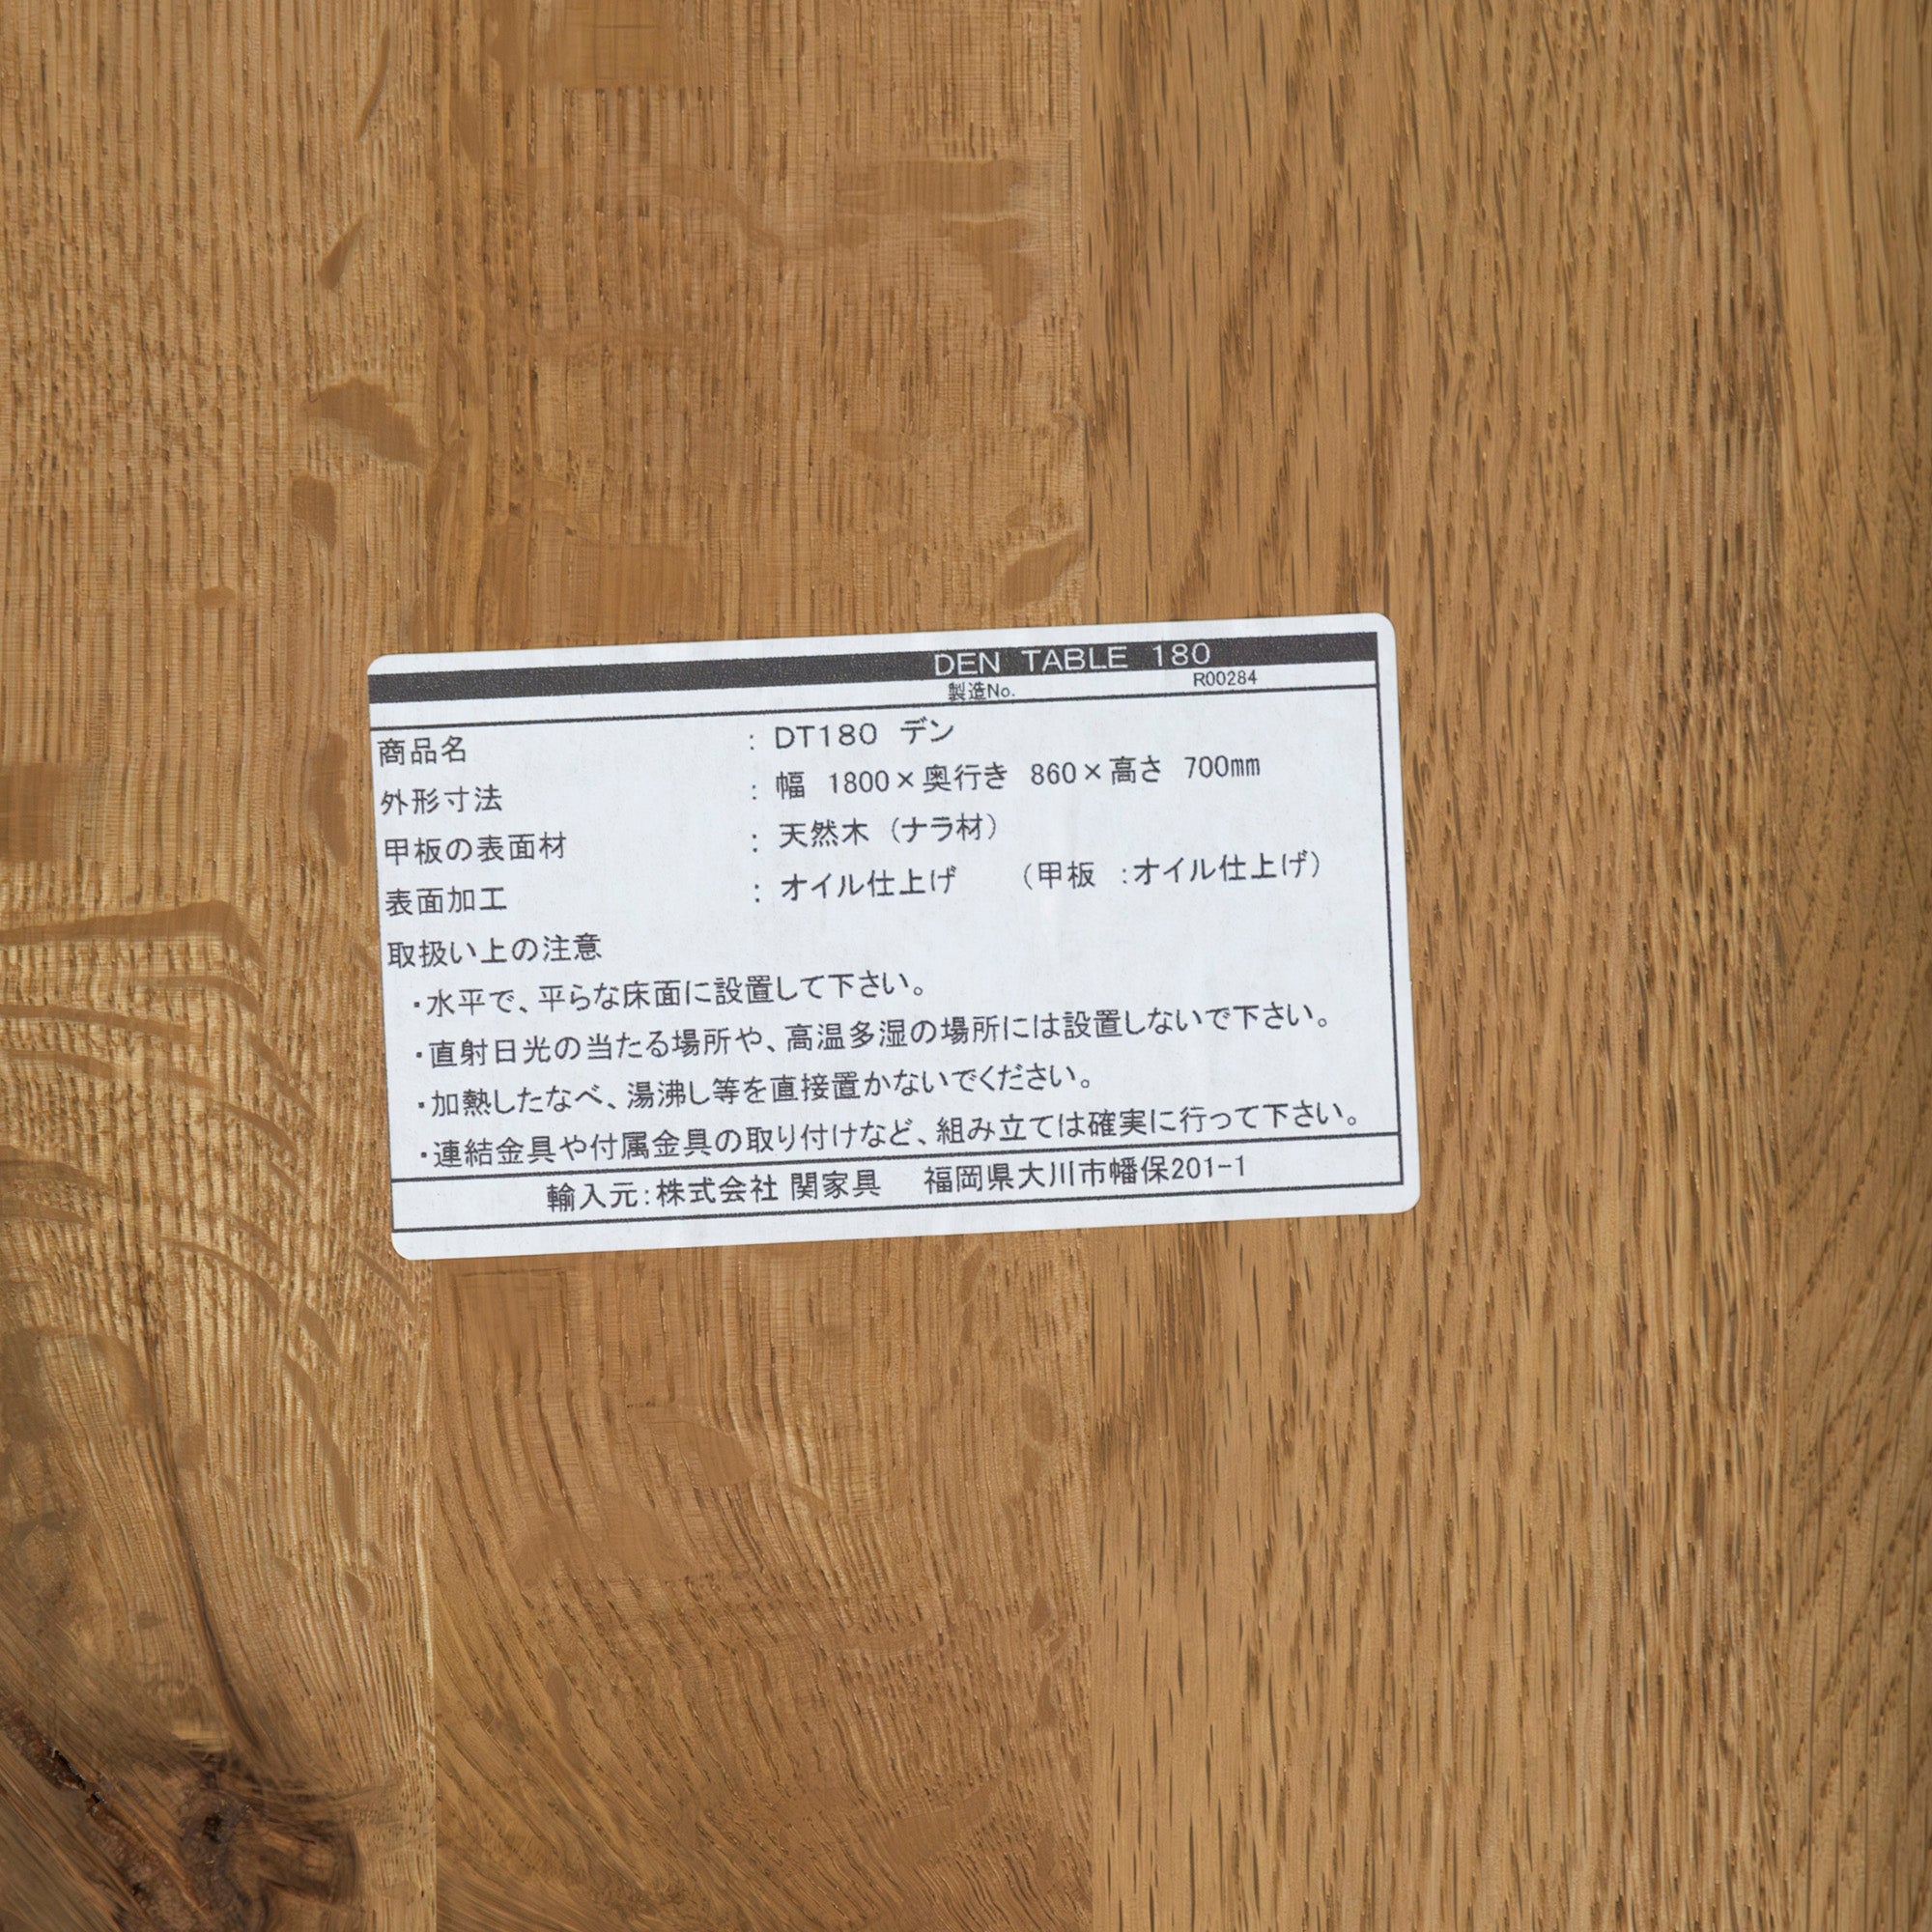 DEN TABLE 180
製造No. R00284
商品名 : DT180 デン
外形寸法 : 幅 1800×奥行き 860×高さ 700mm
甲板の表面材 : 天然木（ナラ材）
表面加工 : オイル仕上げ （甲板 :オイル仕上げ）
取扱い上の注意
・水平で、平らな床面に設置して下さい。
・直射日光の当たる場所や、高温多湿の場所には設置しないで下さい。
・加熱したなべ、湯沸し等を直接置かないでください。
・連結金具や付属金具の取り付けなど、組み立ては確実に行って下さい。
輸入元:株式会社 関家具 福岡県大川市幡保201-1